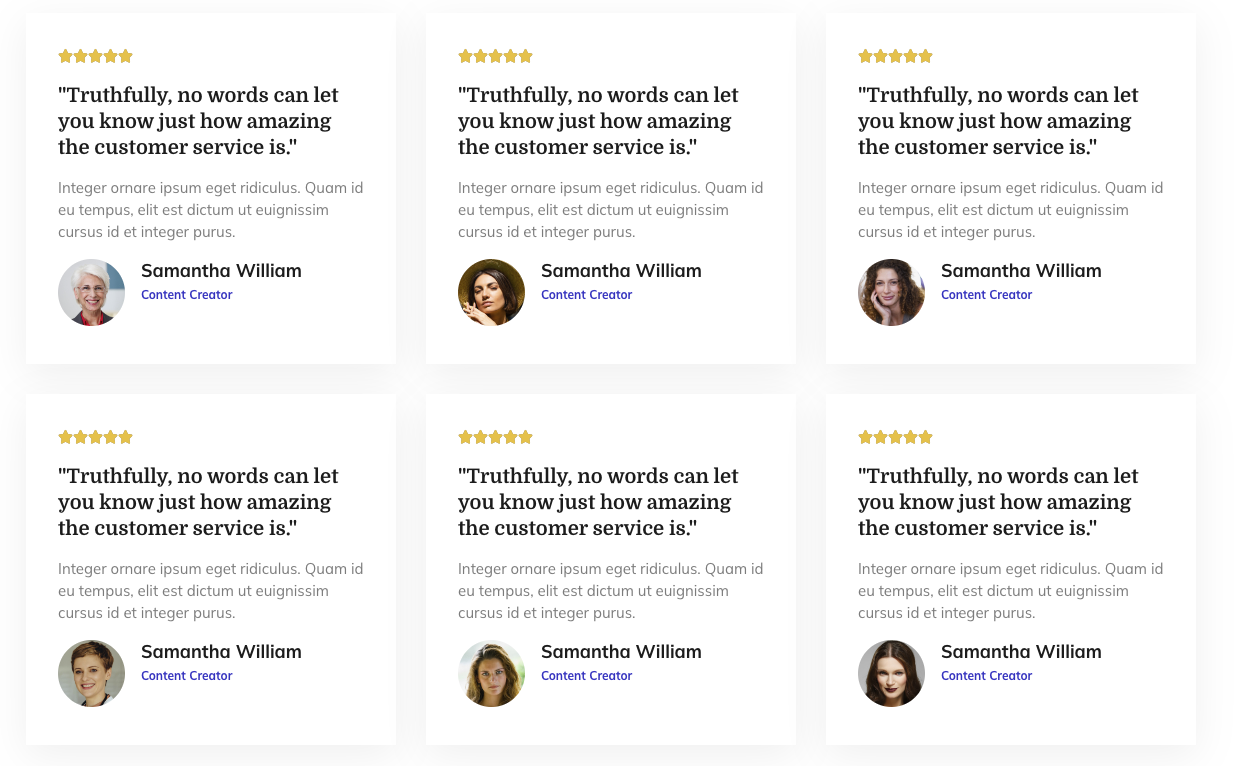 "Truthfully, no words can let
you know just how amazing
the customer service is."
Integer ornare ipsum eget ridiculus. Quam id
eu tempus, elit est dictum ut euignissim
cursus id et integer purus.
Samantha William
Content Creator
"Truthfully, no words can let
you know just how amazing
the customer service is."
Integer ornare ipsum eget ridiculus. Quam id
eu tempus, elit est dictum ut euignissim
cursus id et integer purus.
Samantha William
Content Creator
"Truthfully, no words can let
you know just how amazing
the customer service is."
Integer ornare ipsum eget ridiculus. Quam id
eu tempus, elit est dictum ut euignissim
cursus id et integer purus.
Samantha William
Content Creator
"Truthfully, no words can let
you know just how amazing
the customer service is."
Integer ornare ipsum eget ridiculus. Quam id
eu tempus, elit est dictum ut euignissim
cursus id et integer purus.
Samantha William
Content Creator
"Truthfully, no words can let
you know just how amazing
the customer service is."
Integer ornare ipsum eget ridiculus. Quam id
eu tempus, elit est dictum ut euignissim
cursus id et integer purus.
Samantha William
Content Creator
"Truthfully, no words can let
you know just how amazing
the customer service is."
Integer ornare ipsum eget ridiculus. Quam id
eu tempus, elit est dictum ut euignissim
cursus id et integer purus.
Samantha William
Content Creator